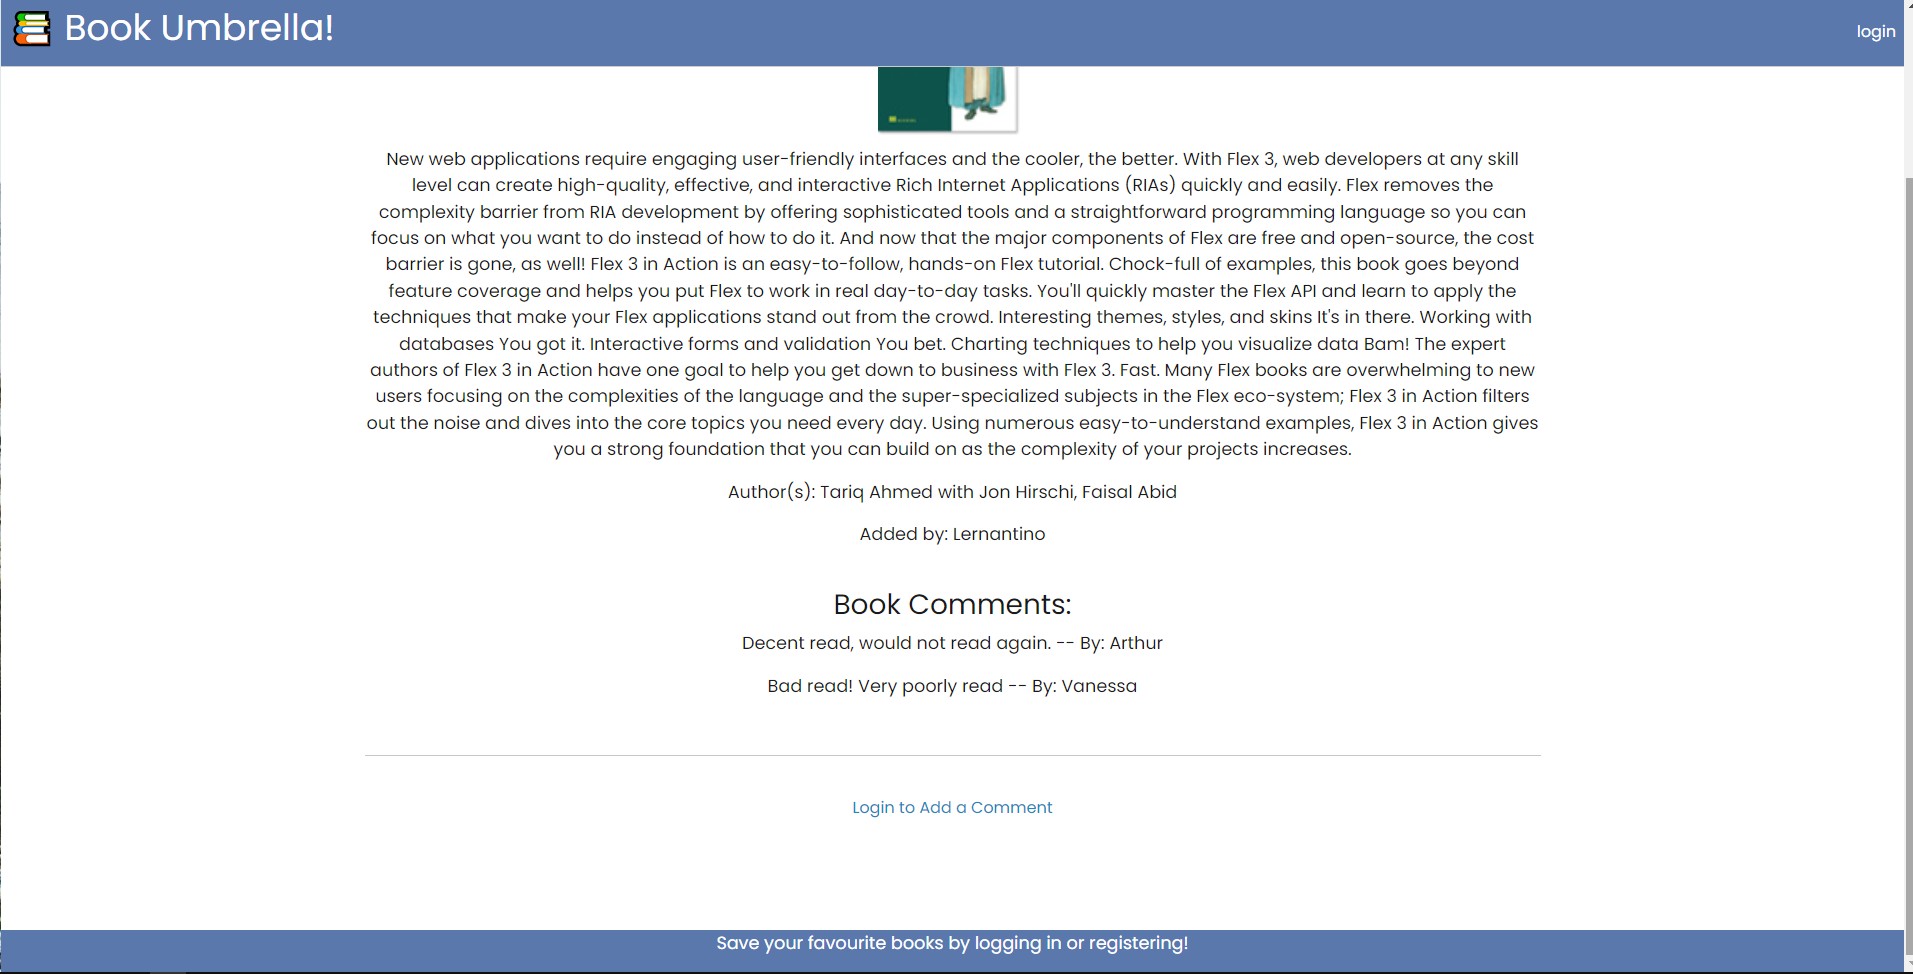 Book Umbrella!
login
New web applications require engaging user-friendly interfaces and the cooler, the better. With Flex 3, web developers at any skill
level can create high-quality, effective, and interactive Rich Internet Applications (RIAs) quickly and easily. Flex removes the
complexity barrier from RIA development by offering sophisticated tools and a straightforward programming language so you can
focus on what you want to do instead of how to do it. And now that the major components of Flex are free and open-source, the cost
barrier is gone, as well! Flex 3 in Action is an easy-to-follow, hands-on Flex tutorial. Chock-full of examples, this book goes beyond
feature coverage and helps you put Flex to work in real day-to-day tasks. You'll quickly master the Flex API and learn to apply the
techniques that make your Flex applications stand out from the crowd. Interesting themes, styles, and skins It's in there. Working with
databases You got it. Interactive forms and validation You bet. Charting techniques to help you visualize data Bam! The expert
authors of Flex 3 in Action have one goal to help you get down to business with Flex 3. Fast. Many Flex books are overwhelming to new
users focusing on the complexities of the language and the super-specialized subjects in the Flex eco-system; Flex 3 in Action filters
out the noise and dives into the core topics you need every day. Using numerous easy-to-understand examples, Flex 3 in Action gives
you a strong foundation that you can build on as the complexity of your projects increases.
Author(s): Tariq Ahmed with Jon Hirschi, Faisal Abid
Added by: Lernantino
Book Comments:
Decent read, would not read again. -- By: Arthur
Bad read! Very poorly read -- By: Vanessa
Login to Add a Comment
Save your favourite books by logging in or registering!